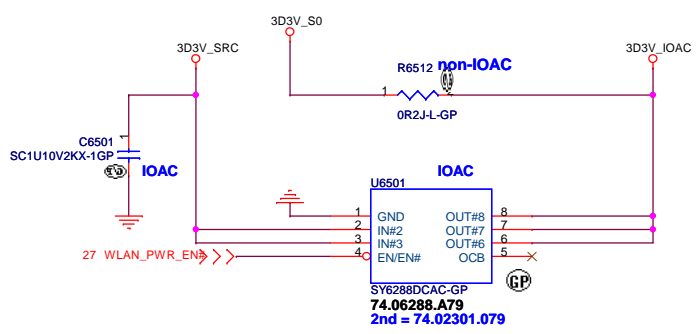 3D3V_S0
3D3V_SRC
3D3V_IOAC
R6512
non-IOAC
1
0R2J-L-GP
C6501
1
SC1U10V2KX-1GP
IOAC
IOAC
U6501
1 GND OUT#8 8
2 IN#2 OUT#7 7
3 IN#3 OUT#6 6
27 WLAN_PWR_EN# 4 EN/EN# OCB 5
GP
SY6288DCAC-GP
74.06288.A79
2nd = 74.02301.079